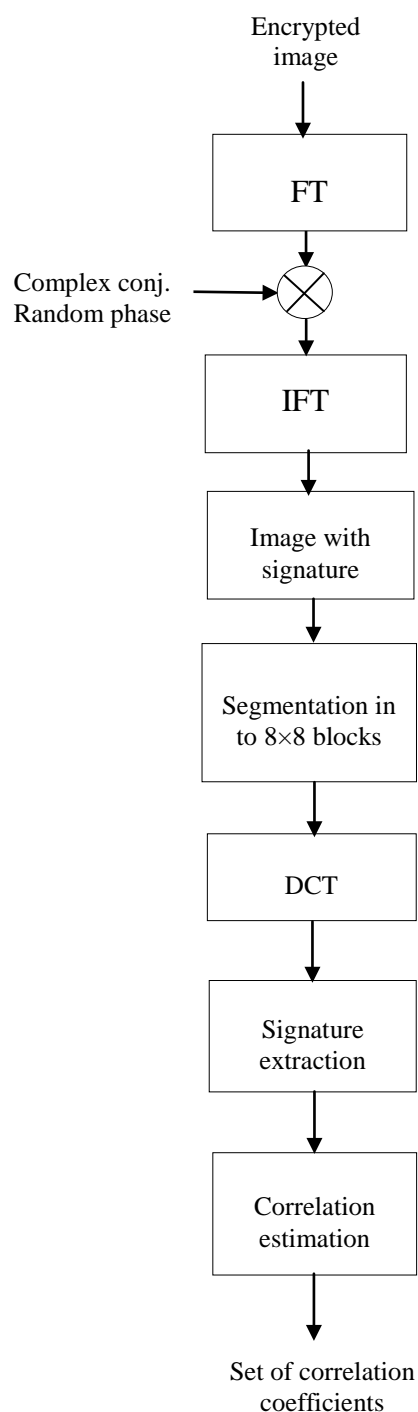 Encrypted
image
FT
Complex conj.
Random phase
IFT
Image with
signature
Segmentation in
to 8×8 blocks
DCT
Signature
extraction
Correlation
estimation
Set of correlation
coefficients